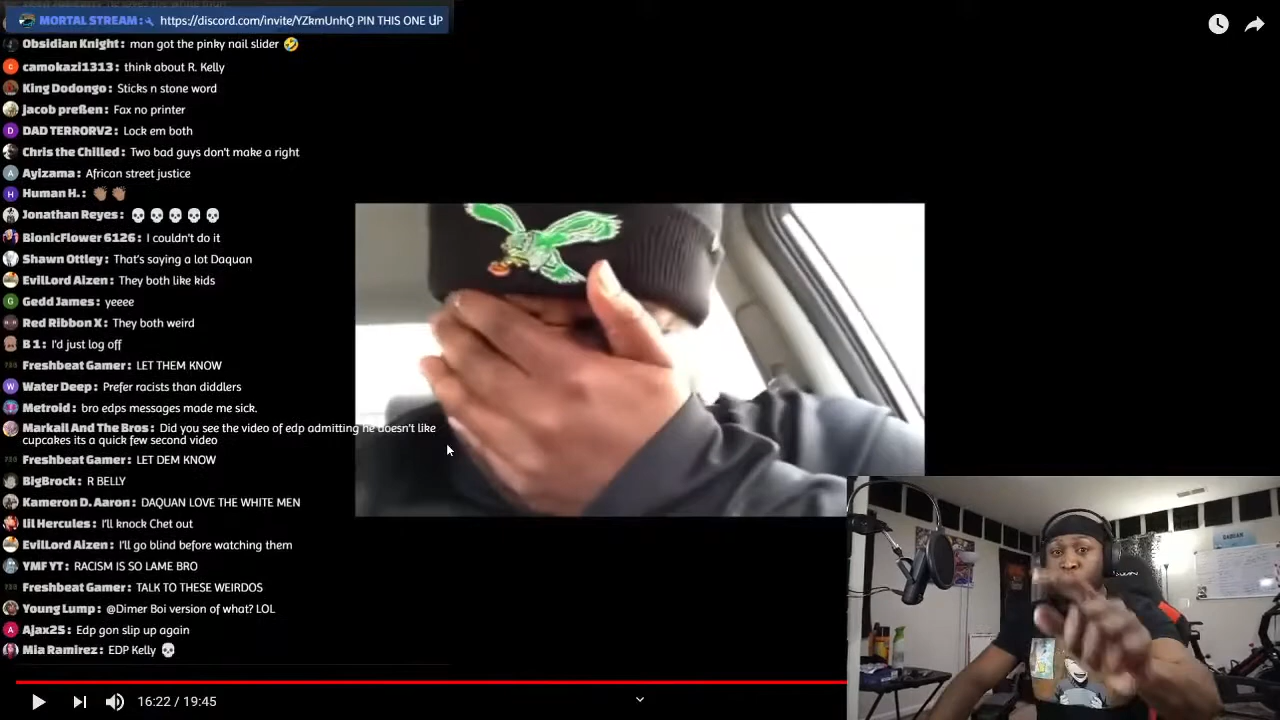 MORTAL STREAM: https://discord.com/invite/YZkmUnhQ PIN THIS ONE UP
Obsidian Knight: man got the pinky nail slider 🤣
camokazi1313: think about R. Kelly
King Dodongo: Sticks n stone word
jacob preßen: Fax no printer
DAD TERRORV2: Lock em both
Chris the Chilled: Two bad guys don't make a right
Ayizama: African street justice
Human H.: 👏🏽 👏🏽
Jonathan Reyes: 💀 💀 💀 💀 💀
BionicFlower 6126: I couldn't do it
Shawn Ottley: That's saying a lot Daquan
EvilLord Aizen: They both like kids
Gedd James: yeeee
Red Ribbon X: They both weird
B 1: I'd just log off
Freshbeat Gamer: LET THEM KNOW
Water Deep: Prefer racists than diddlers
Metroid: bro edps messages made me sick.
Markail And The Bros: Did you see the video of edp admitting he doesn't like
cupcakes its a quick few second video
Freshbeat Gamer: LET DEM KNOW
BigBrock: R BELLY
Kameron D. Aaron: DAQUAN LOVE THE WHITE MEN
lil Hercules: I'll knock Chet out
EvilLord Aizen: I'll go blind before watching them
YMF YT: RACISM IS SO LAME BRO
Freshbeat Gamer: TALK TO THESE WEIRDOS
Young Lump: @Dimer Boi version of what? LOL
Ajax25: Edp gon slip up again
Mia Ramirez: EDP Kelly 💀
16:22 / 19:45